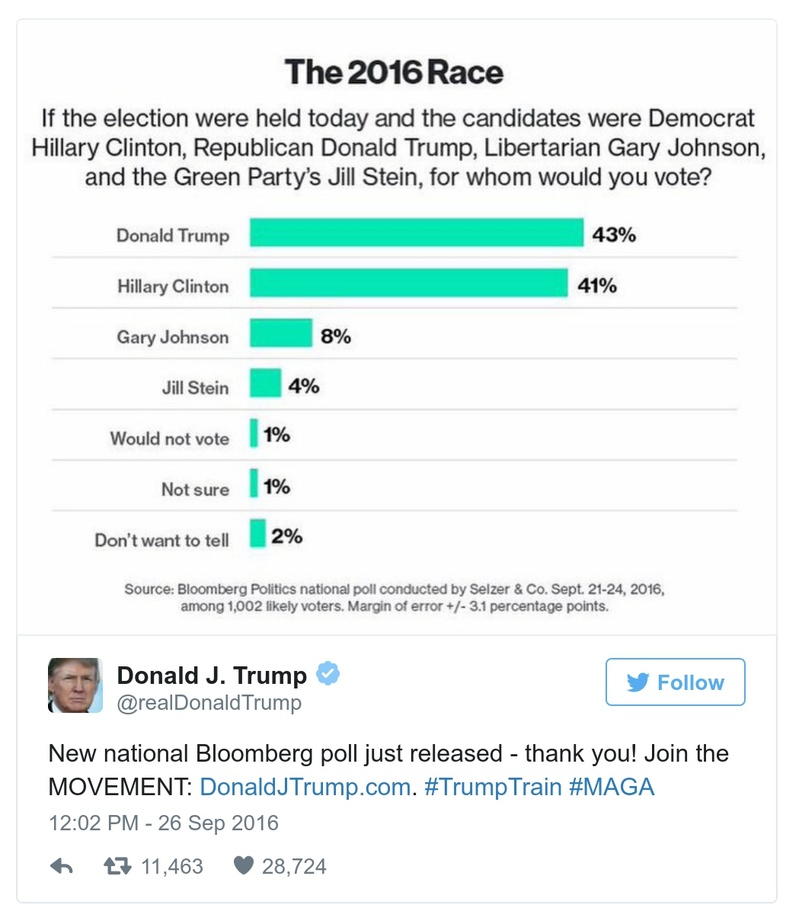 The 2016 Race
If the election were held today and the candidates were Democrat
Hillary Clinton, Republican Donald Trump, Libertarian Gary Johnson,
and the Green Party's Jill Stein, for whom would you vote?
Donald Trump 43%
Hillary Clinton 41%
Gary Johnson 8%
Jill Stein 4%
Would not vote 1%
Not sure 1%
Don't want to tell 2%
Source: Bloomberg Politics national poll conducted by Selzer & Co. Sept. 21-24, 2016,
among 1,002 likely voters. Margin of error +/- 3.1 percentage points.
Donald J. Trump
@realDonaldTrump
Follow
New national Bloomberg poll just released - thank you! Join the
MOVEMENT: DonaldJTrump.com. #TrumpTrain #MAGA
12:02 PM - 26 Sep 2016
11,463 28,724